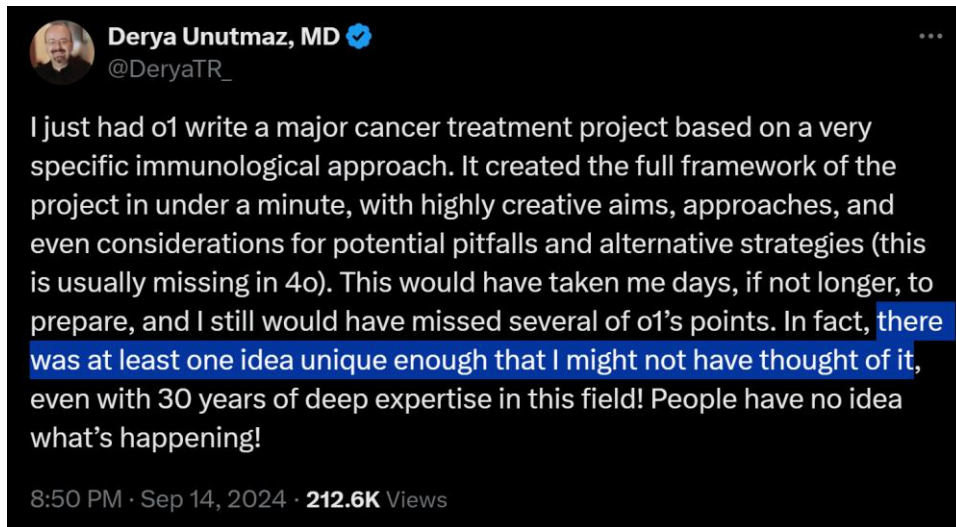 Derya Unutmaz, MD
@DeryaTR_
I just had o1 write a major cancer treatment project based on a very
specific immunological approach. It created the full framework of the
project in under a minute, with highly creative aims, approaches, and
even considerations for potential pitfalls and alternative strategies (this
is usually missing in 4o). This would have taken me days, if not longer, to
prepare, and I still would have missed several of o1’s points. In fact, there
was at least one idea unique enough that I might not have thought of it,
even with 30 years of deep expertise in this field! People have no idea
what’s happening!
8:50 PM · Sep 14, 2024 · 212.6K Views